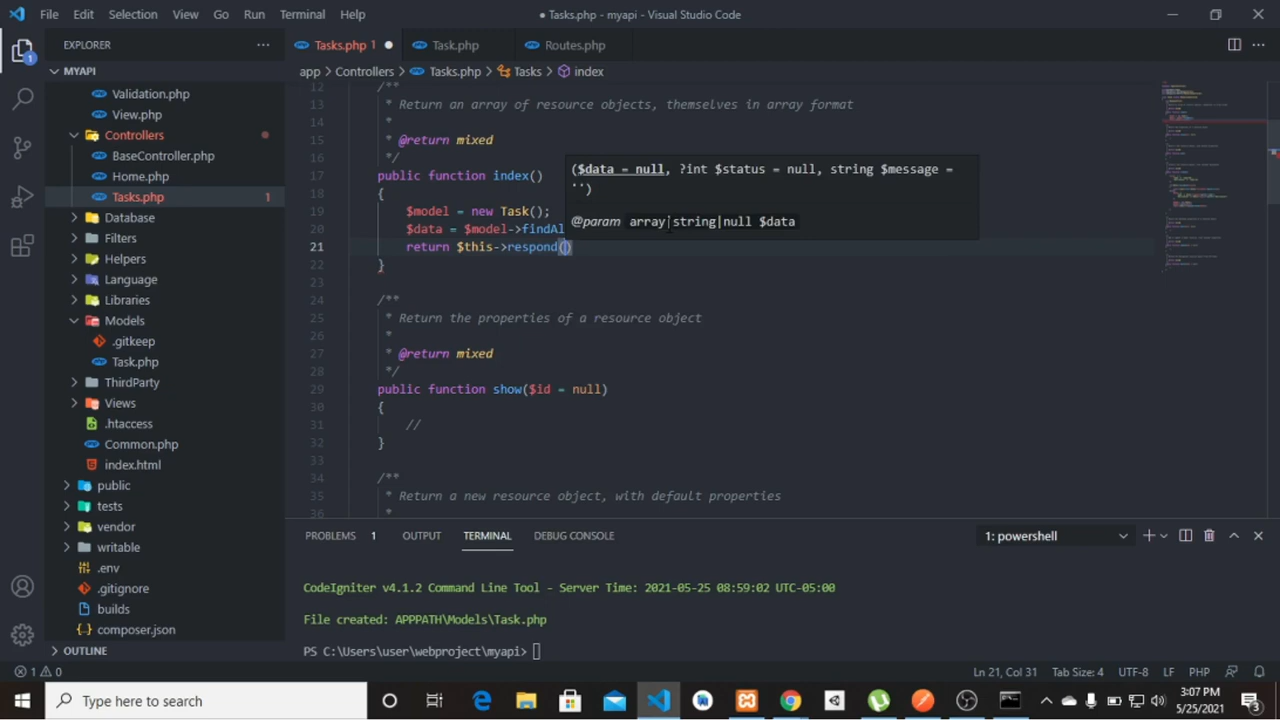 File Edit Selection View Go Run Terminal Help
● Tasks.php - myapi - Visual Studio Code
EXPLORER
Tasks.php 1 ●
Task.php
Routes.php
MYAPI
app > Controllers > Tasks.php > Tasks > index
Validation.php
View.php
Controllers
BaseController.php
Home.php
Tasks.php 1
Database
Filters
Helpers
Language
Libraries
Models
.gitkeep
Task.php
ThirdParty
Views
.htaccess
Common.php
index.html
public
tests
vendor
writable
.env
.gitignore
builds
composer.json
OUTLINE
12 /**
13 * Return an array of resource objects, themselves in array format
14 *
15 * @return mixed
16 */
17 public function index()
18 {
19 $model = new Task();
20 $data = $model->findAl
21 return $this->respond()
22 }
23
24 /**
25 * Return the properties of a resource object
26 *
27 * @return mixed
28 */
29 public function show($id = null)
30 {
31 //
32 }
33
34 /**
35 * Return a new resource object, with default properties
36 *
($data = null, ?int $status = null, string $message =
'')
@param array|string|null $data
PROBLEMS 1 OUTPUT TERMINAL DEBUG CONSOLE
1: powershell
CodeIgniter v4.1.2 Command Line Tool - Server Time: 2021-05-25 08:59:02 UTC-05:00
File created: APPPATH\Models\Task.php
PS C:\Users\user\webproject\myapi>
1 0
Ln 21, Col 31 Tab Size: 4 UTF-8 LF PHP
Type here to search
3:07 PM
5/25/2021
3